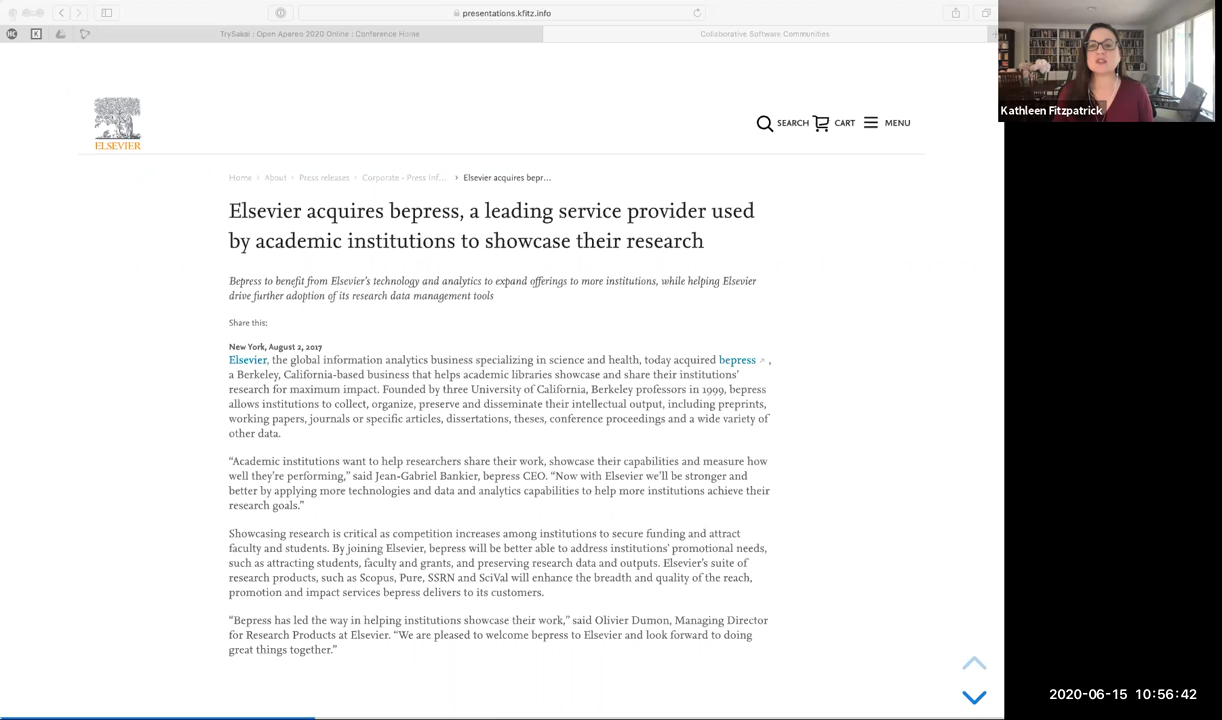 presentations.kfitz.info
TrySakai : Open Apereo 2020 Online : Conference Home
Collaborative Software Communities
Kathleen Fitzpatrick
ELSEVIER
SEARCH CART MENU
Home › About › Press releases › Corporate - Press Inf... › Elsevier acquires bepr...
Elsevier acquires bepress, a leading service provider used
by academic institutions to showcase their research
Bepress to benefit from Elsevier's technology and analytics to expand offerings to more institutions, while helping Elsevier
drive further adoption of its research data management tools
Share this:
New York, August 2, 2017
Elsevier, the global information analytics business specializing in science and health, today acquired bepress ,
a Berkeley, California-based business that helps academic libraries showcase and share their institutions'
research for maximum impact. Founded by three University of California, Berkeley professors in 1999, bepress
allows institutions to collect, organize, preserve and disseminate their intellectual output, including preprints,
working papers, journals or specific articles, dissertations, theses, conference proceedings and a wide variety of
other data.
“Academic institutions want to help researchers share their work, showcase their capabilities and measure how
well they're performing,” said Jean-Gabriel Bankier, bepress CEO. “Now with Elsevier we'll be stronger and
better by applying more technologies and data and analytics capabilities to help more institutions achieve their
research goals.”
Showcasing research is critical as competition increases among institutions to secure funding and attract
faculty and students. By joining Elsevier, bepress will be better able to address institutions' promotional needs,
such as attracting students, faculty and grants, and preserving research data and outputs. Elsevier's suite of
research products, such as Scopus, Pure, SSRN and SciVal will enhance the breadth and quality of the reach,
promotion and impact services bepress delivers to its customers.
“Bepress has led the way in helping institutions showcase their work,” said Olivier Dumon, Managing Director
for Research Products at Elsevier. “We are pleased to welcome bepress to Elsevier and look forward to doing
great things together.”
2020-06-15 10:56:42